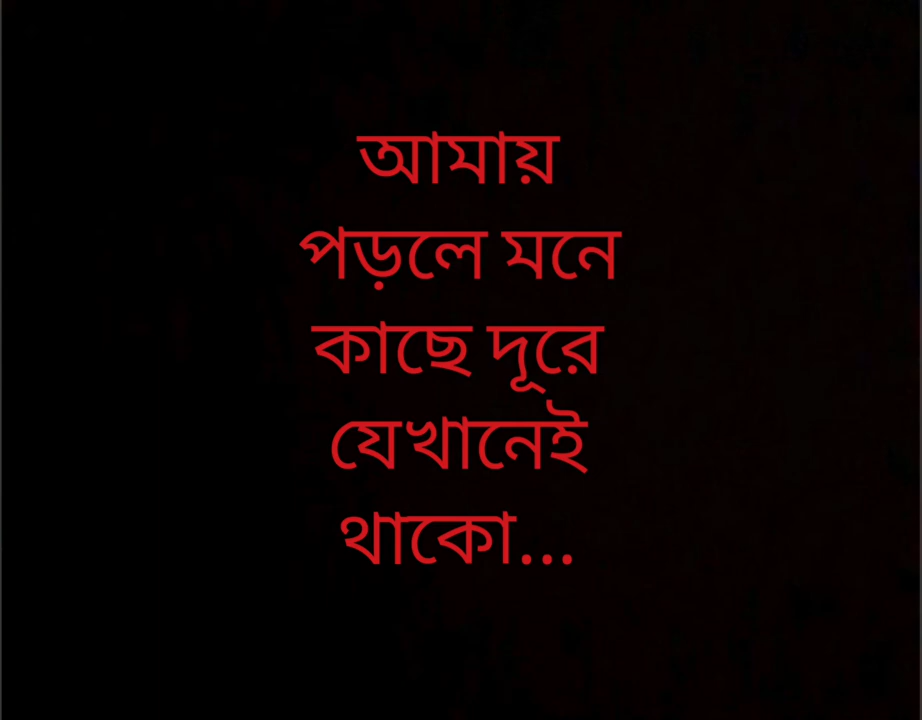 আমায়
পড়লে মনে
কাছে দূরে
যেখানেই
থাকো...